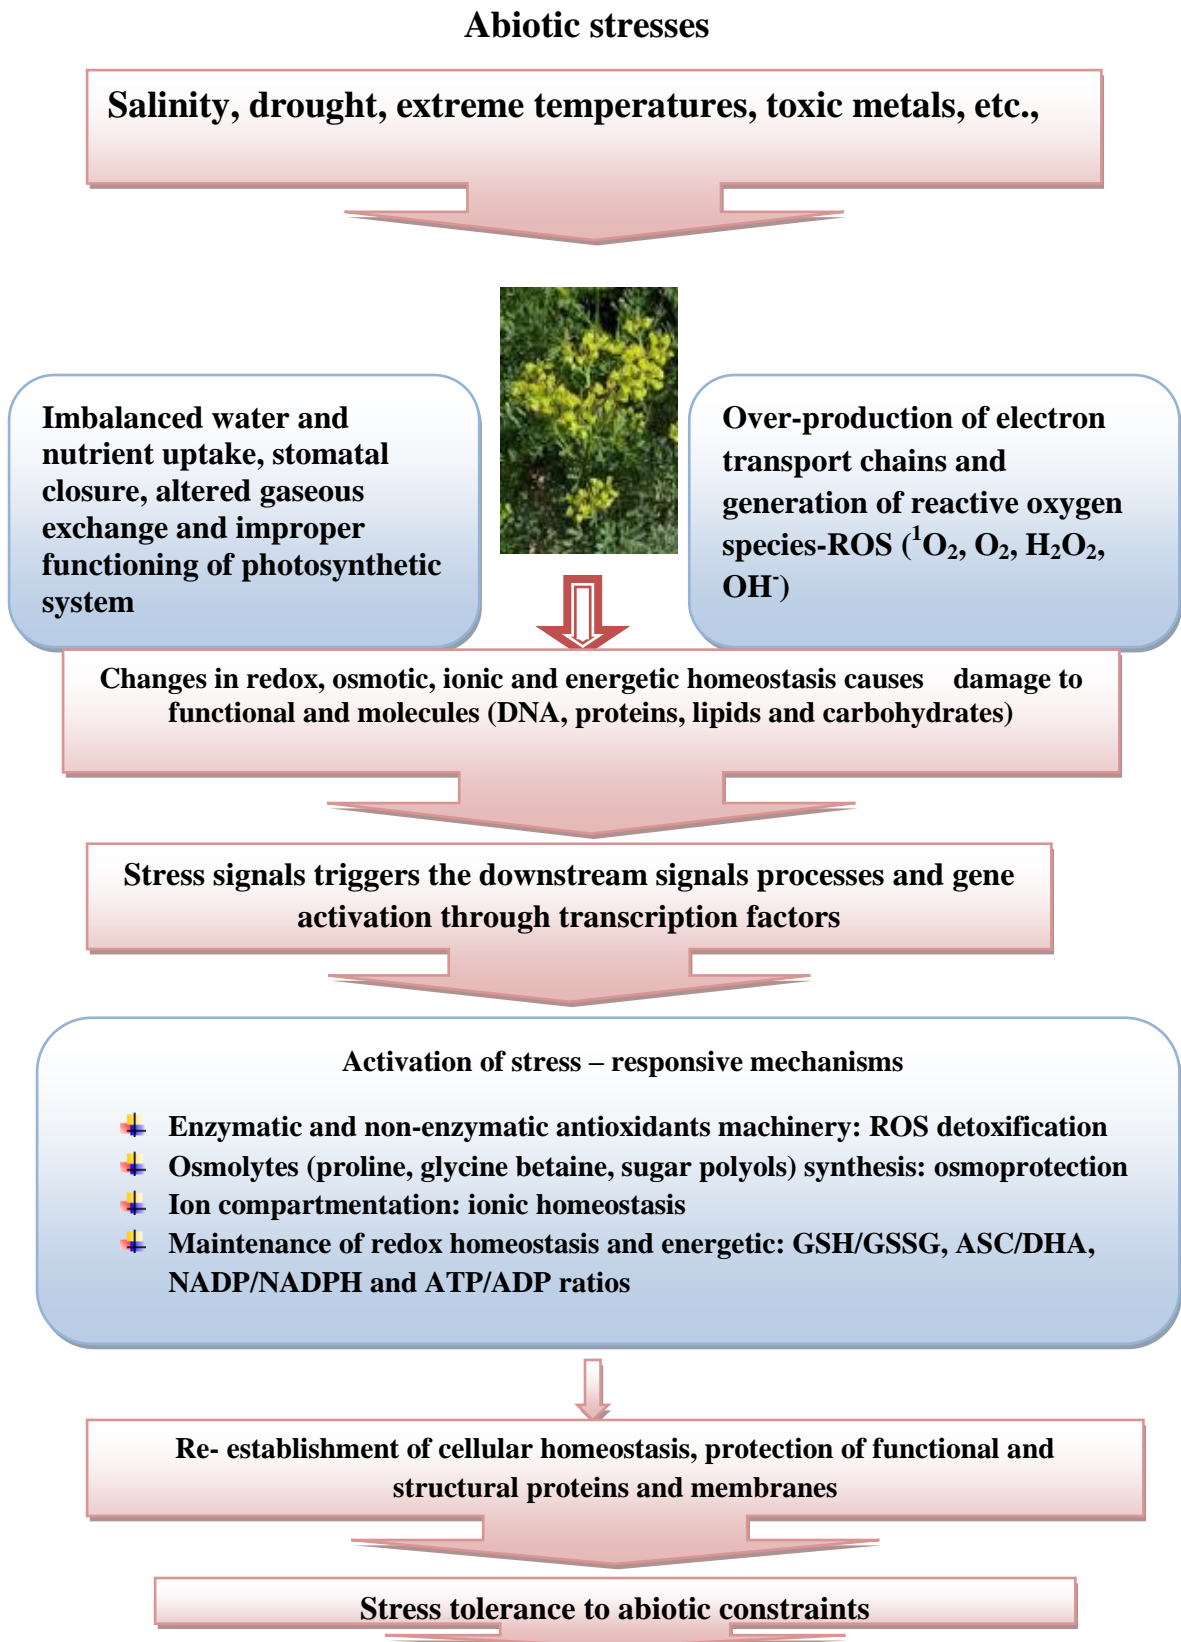 Abiotic stresses
Salinity, drought, extreme temperatures, toxic metals, etc.,
Imbalanced water and
nutrient uptake, stomatal
closure, altered gaseous
exchange and improper
functioning of photosynthetic
system
Over-production of electron
transport chains and
generation of reactive oxygen
species-ROS (¹O₂, O₂, H₂O₂,
OH⁻)
Changes in redox, osmotic, ionic and energetic homeostasis causes damage to
functional and molecules (DNA, proteins, lipids and carbohydrates)
Stress signals triggers the downstream signals processes and gene
activation through transcription factors
Activation of stress – responsive mechanisms
Enzymatic and non-enzymatic antioxidants machinery: ROS detoxification
Osmolytes (proline, glycine betaine, sugar polyols) synthesis: osmoprotection
Ion compartmentation: ionic homeostasis
Maintenance of redox homeostasis and energetic: GSH/GSSG, ASC/DHA,
NADP/NADPH and ATP/ADP ratios
Re- establishment of cellular homeostasis, protection of functional and
structural proteins and membranes
Stress tolerance to abiotic constraints